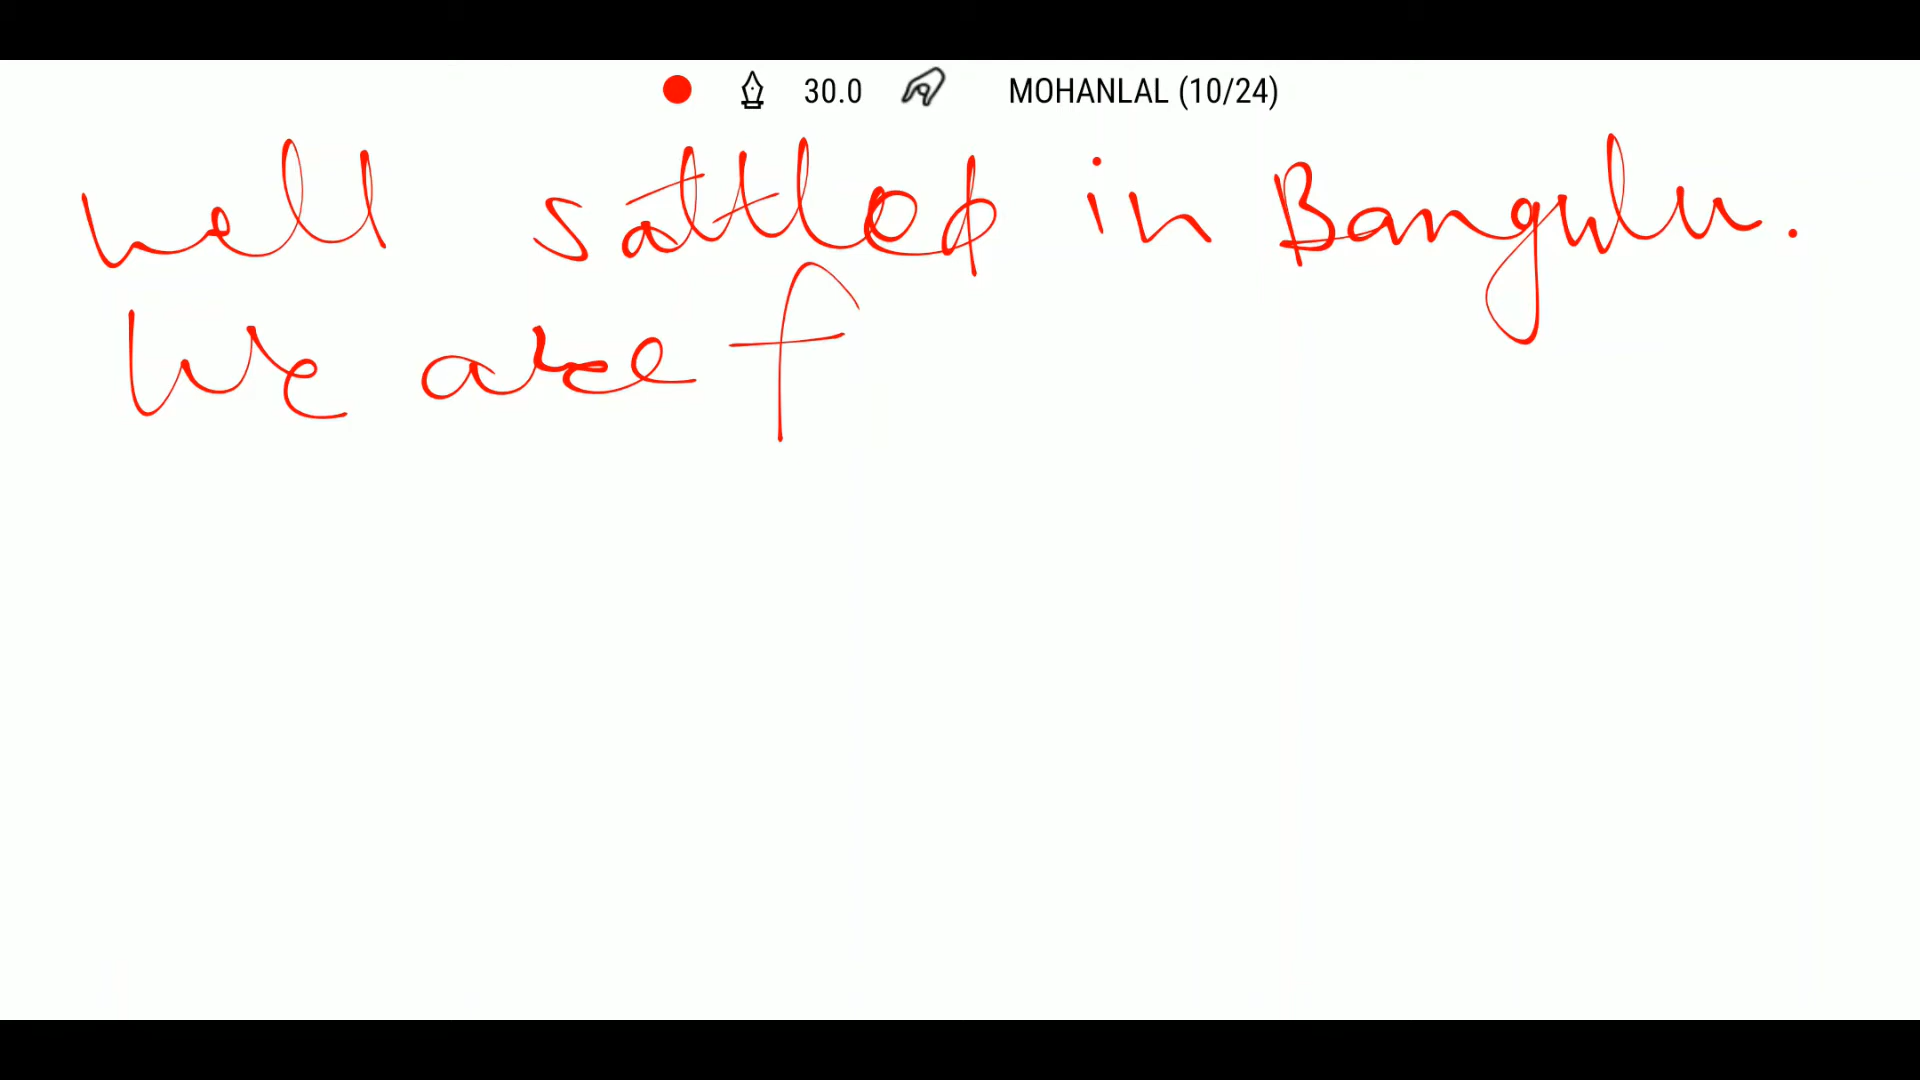 30.0 MOHANLAL (10/24)
well sattled in Bangulu.
We are f